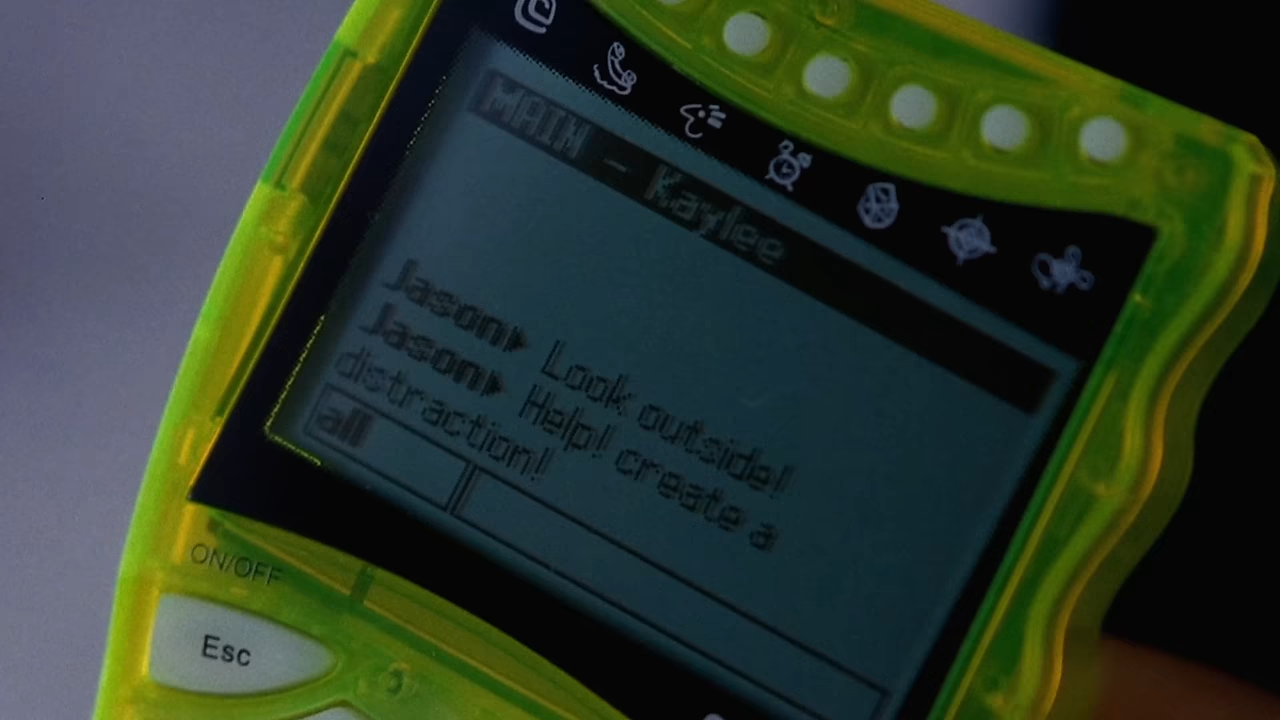 MAIN - Kaylee
Jason▶ Look outside!
Jason▶ Help! create a
distraction!
all
ON/OFF
Esc